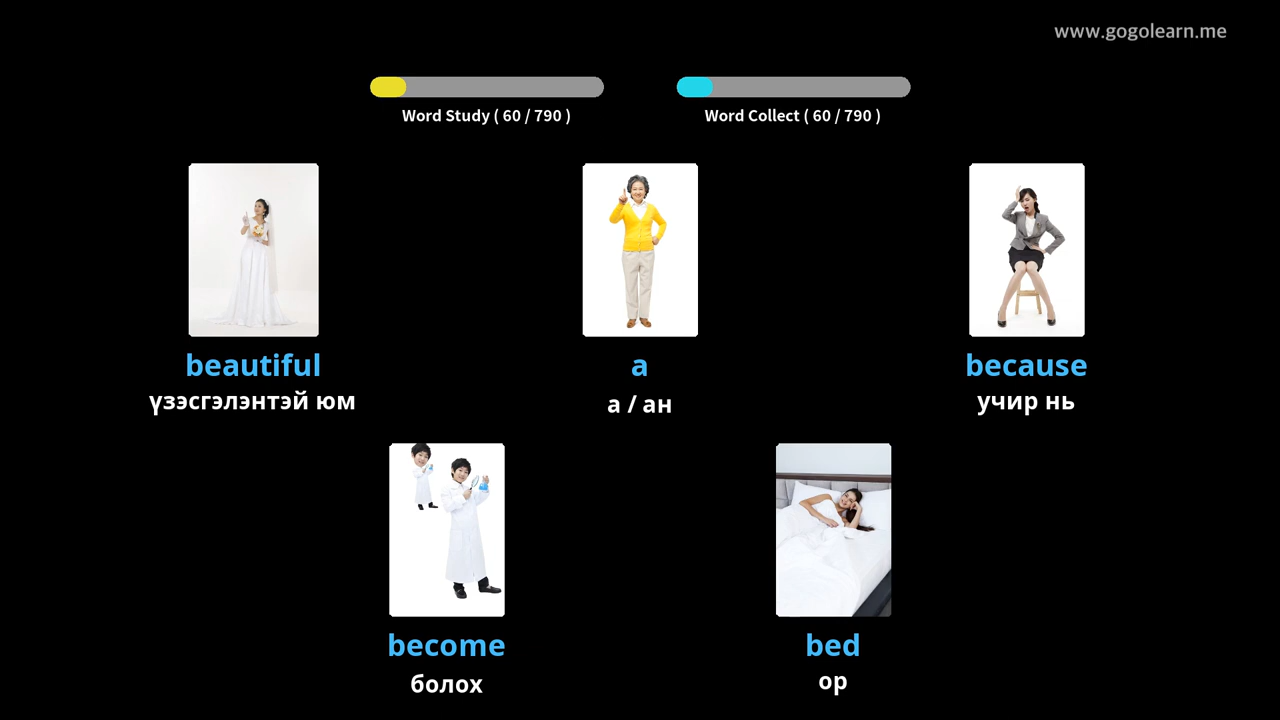 www.gogolearn.me
Word Study ( 60 / 790 )
Word Collect ( 60 / 790 )
beautiful
үзэсгэлэнтэй юм
a
а / ан
because
учир нь
become
болох
bed
ор